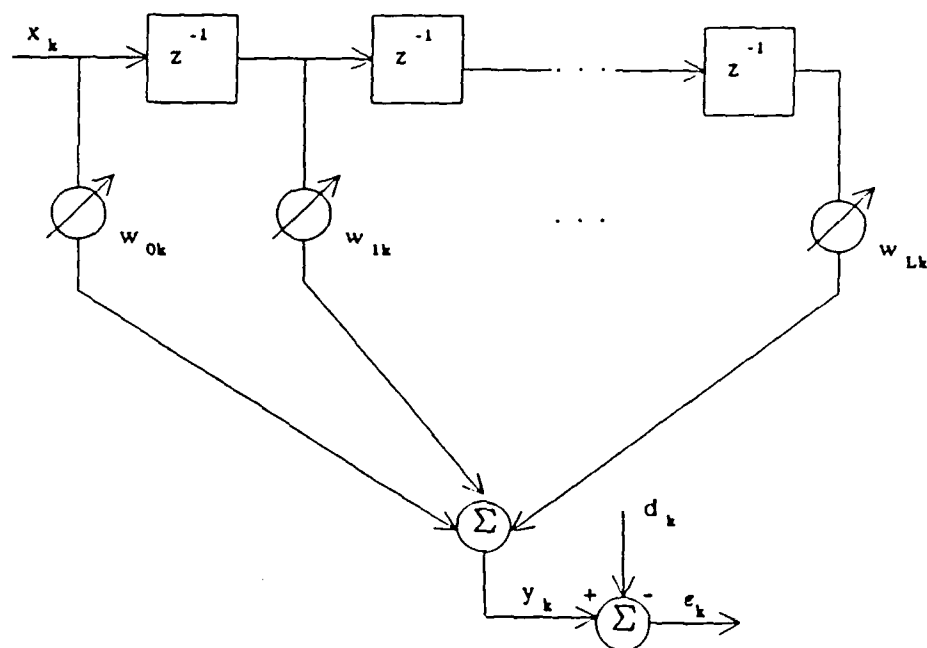 x k
z -1
z -1
. . .
z -1
w 0k
w 1k
. . .
w Lk
Σ
d k
y k
+
-
Σ
e k